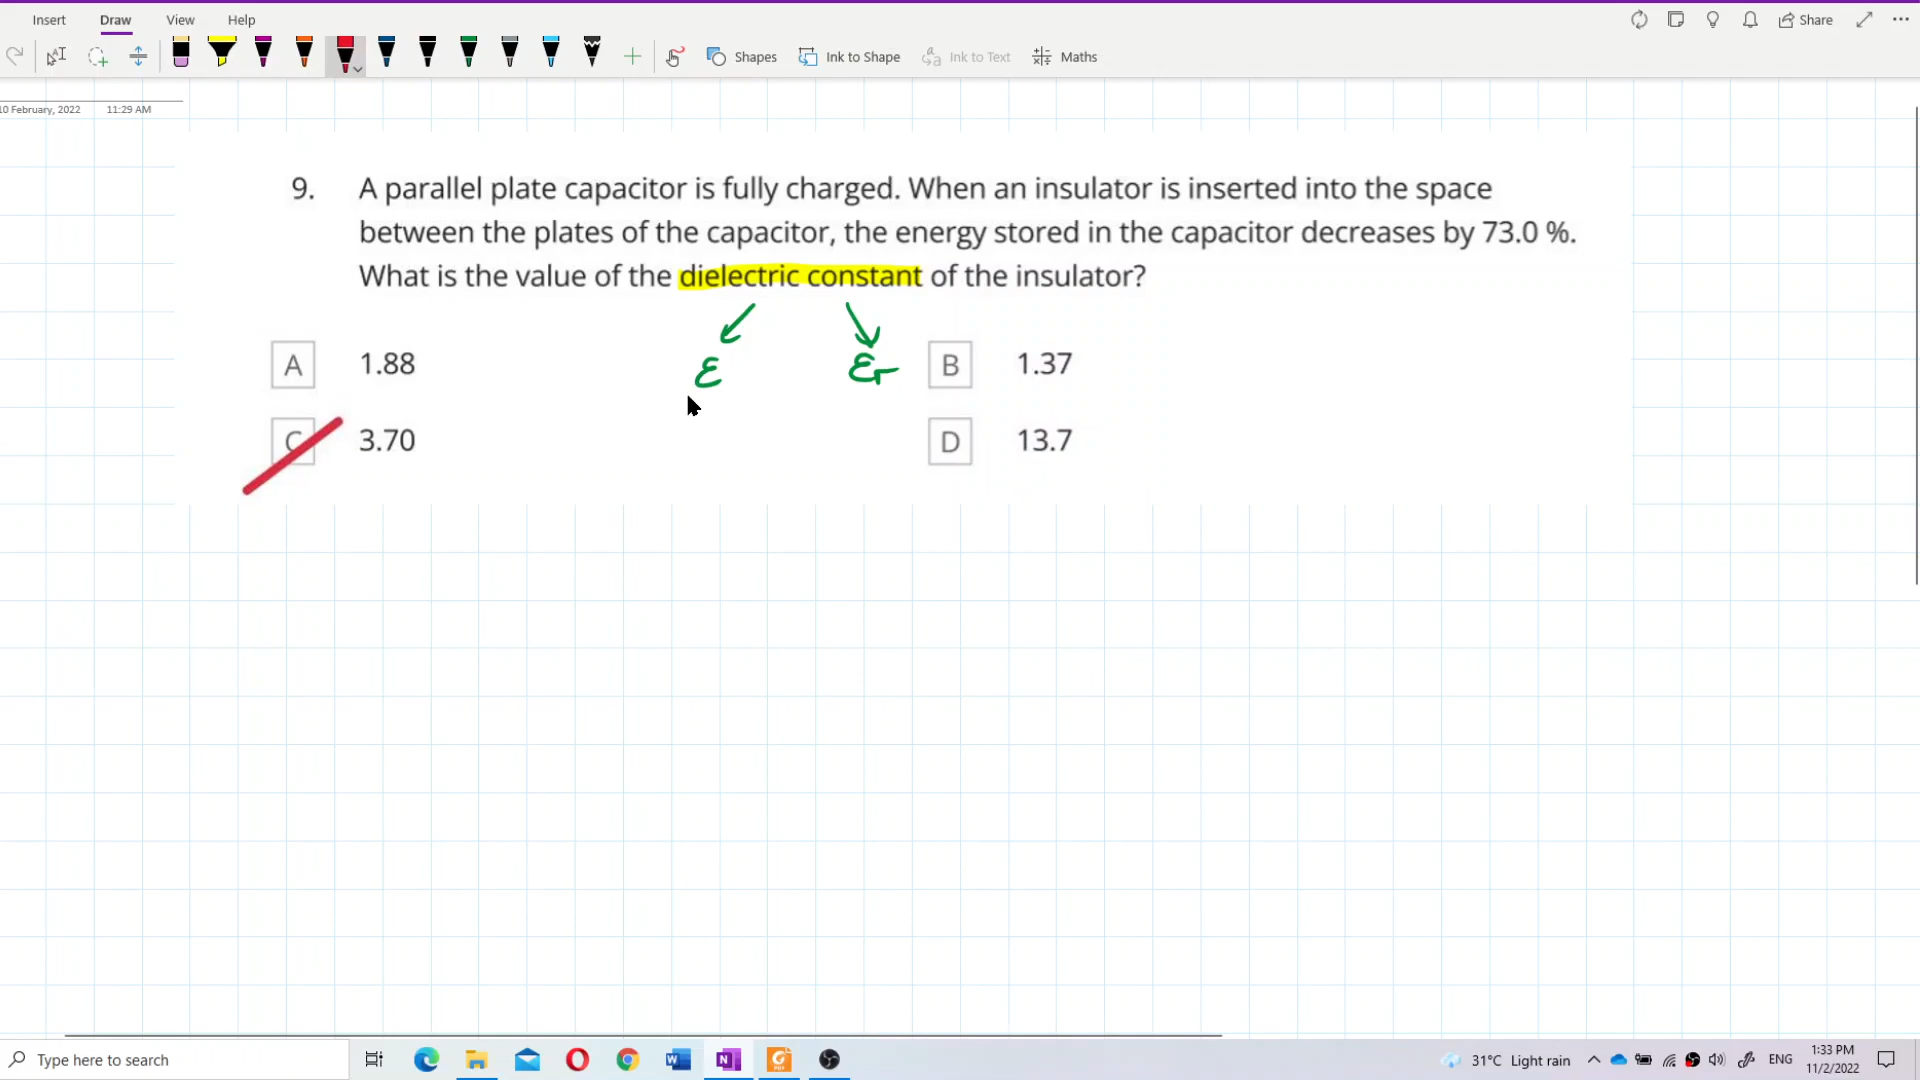 Insert Draw View Help
Share
Shapes Ink to Shape Ink to Text Maths
10 February, 2022 11:29 AM
9. A parallel plate capacitor is fully charged. When an insulator is inserted into the space
between the plates of the capacitor, the energy stored in the capacitor decreases by 73.0 %.
What is the value of the dielectric constant of the insulator?
A 1.88 B 1.37
ε εr
C 3.70 D 13.7
Type here to search
31°C Light rain ENG 1:33 PM
11/2/2022